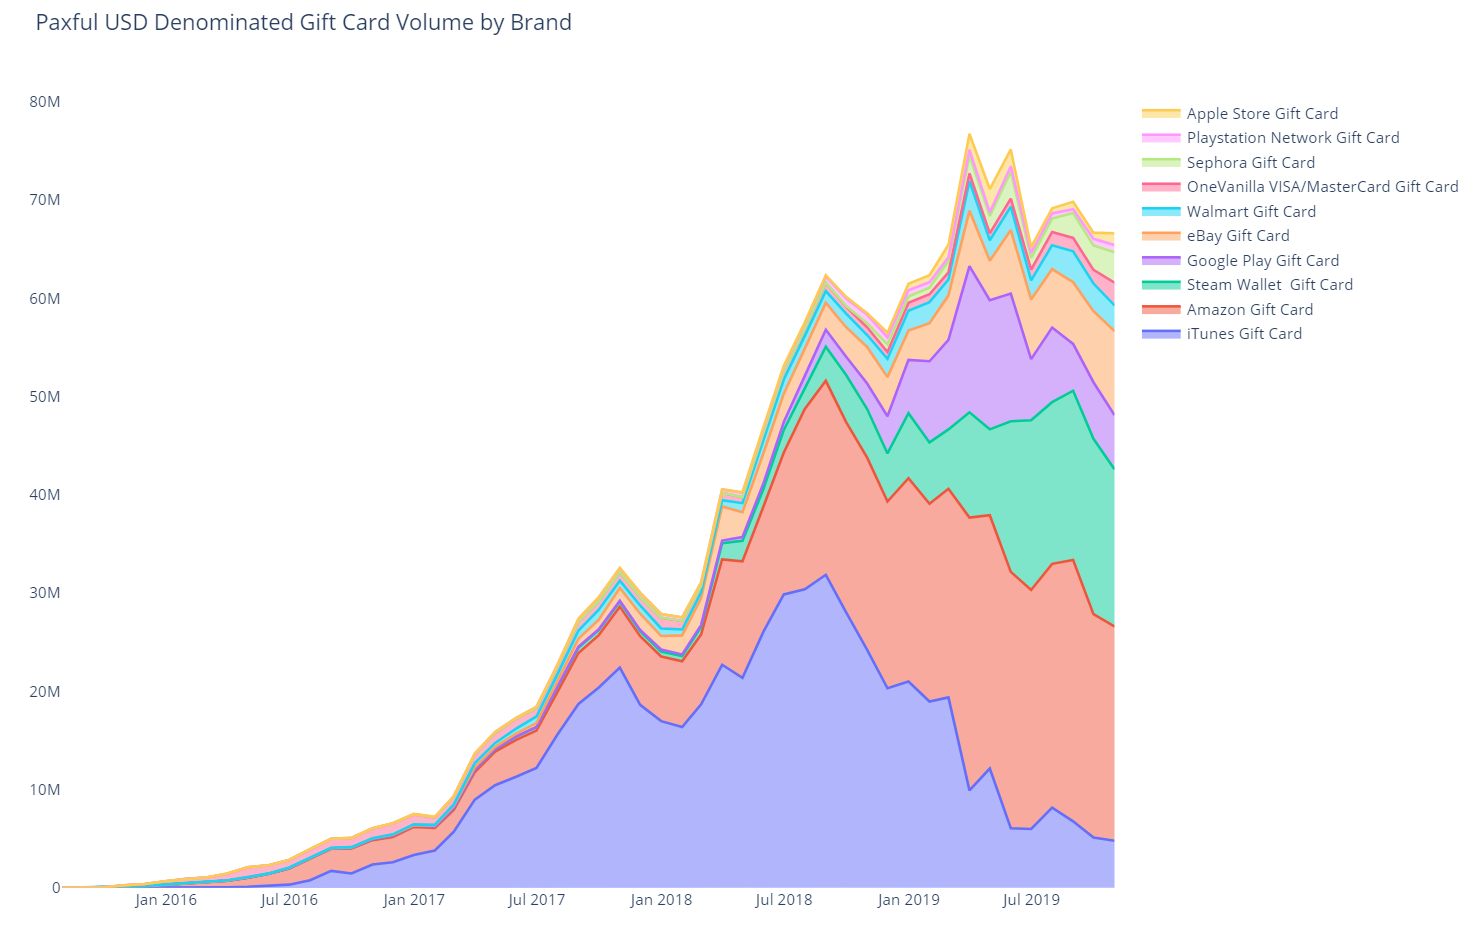 Paxful USD Denominated Gift Card Volume by Brand
80M
70M
60M
50M
40M
30M
20M
10M
0
Jan 2016
Jul 2016
Jan 2017
Jul 2017
Jan 2018
Jul 2018
Jan 2019
Jul 2019
Apple Store Gift Card
Playstation Network Gift Card
Sephora Gift Card
OneVanilla VISA/MasterCard Gift Card
Walmart Gift Card
eBay Gift Card
Google Play Gift Card
Steam Wallet  Gift Card
Amazon Gift Card
iTunes Gift Card